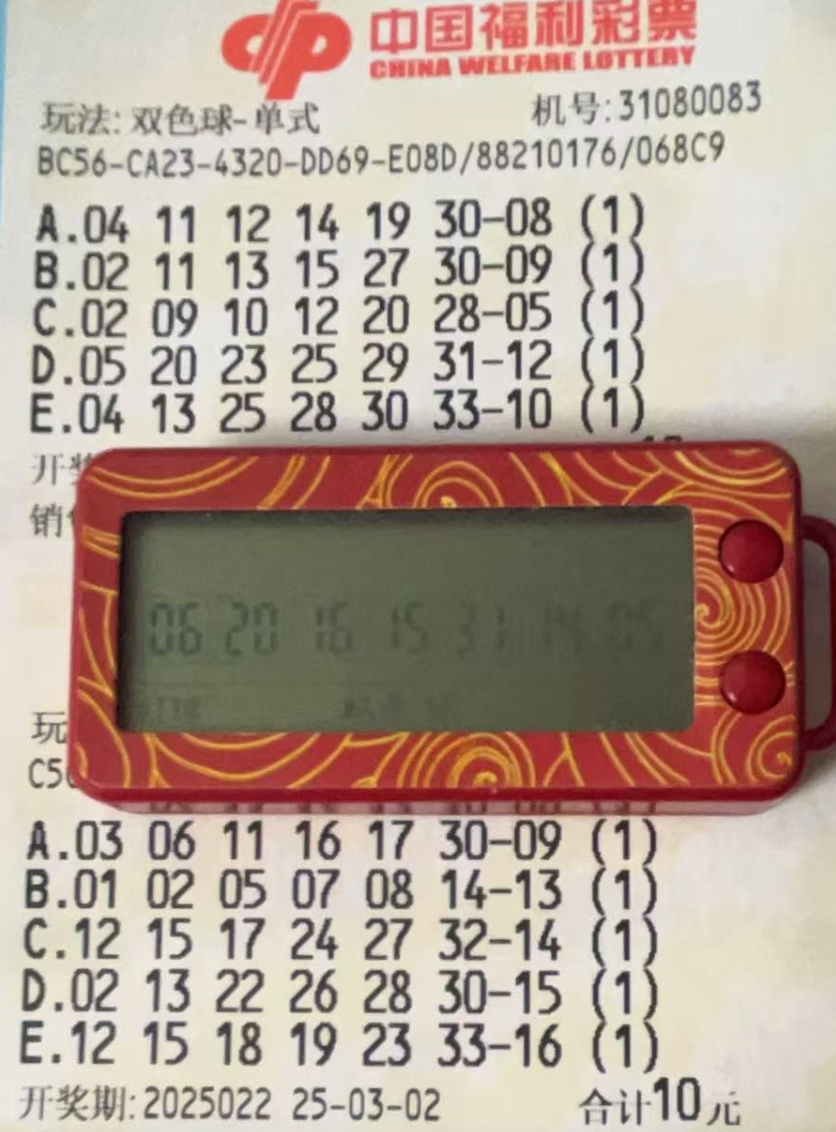 中国福利彩票
CHINA WELFARE LOTTERY
玩法: 双色球-单式 机号:31080083
BC56-CA23-4320-DD69-E08D/88210176/068C9
A.04 11 12 14 19 30-08 (1)
B.02 11 13 15 27 30-09 (1)
C.02 09 10 12 20 28-05 (1)
D.05 20 23 25 29 31-12 (1)
E.04 13 25 28 30 33-10 (1)
开奖
销售
06 20 16 15 31 14 05
玩
C56
A.03 06 11 16 17 30-09 (1)
B.01 02 05 07 08 14-13 (1)
C.12 15 17 24 27 32-14 (1)
D.02 13 22 26 28 30-15 (1)
E.12 15 18 19 23 33-16 (1)
开奖期:2025022 25-03-02 合计10元